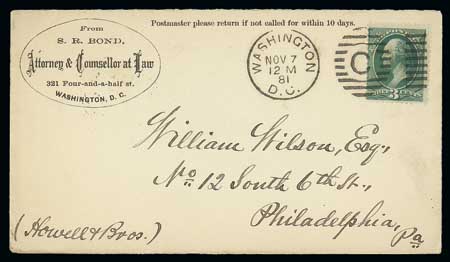 From
S. R. BOND,
Attorney & Counsellor at Law
321 Four-and-a-half st.
WASHINGTON, D. C.
Postmaster please return if not called for within 10 days.
WASHINGTON
NOV 7
12 M
81
D.C.
3
William Wilson, Esq.,
No 12 South 6th St.,
Philadelphia,
Pa
(Howell & Bros.)